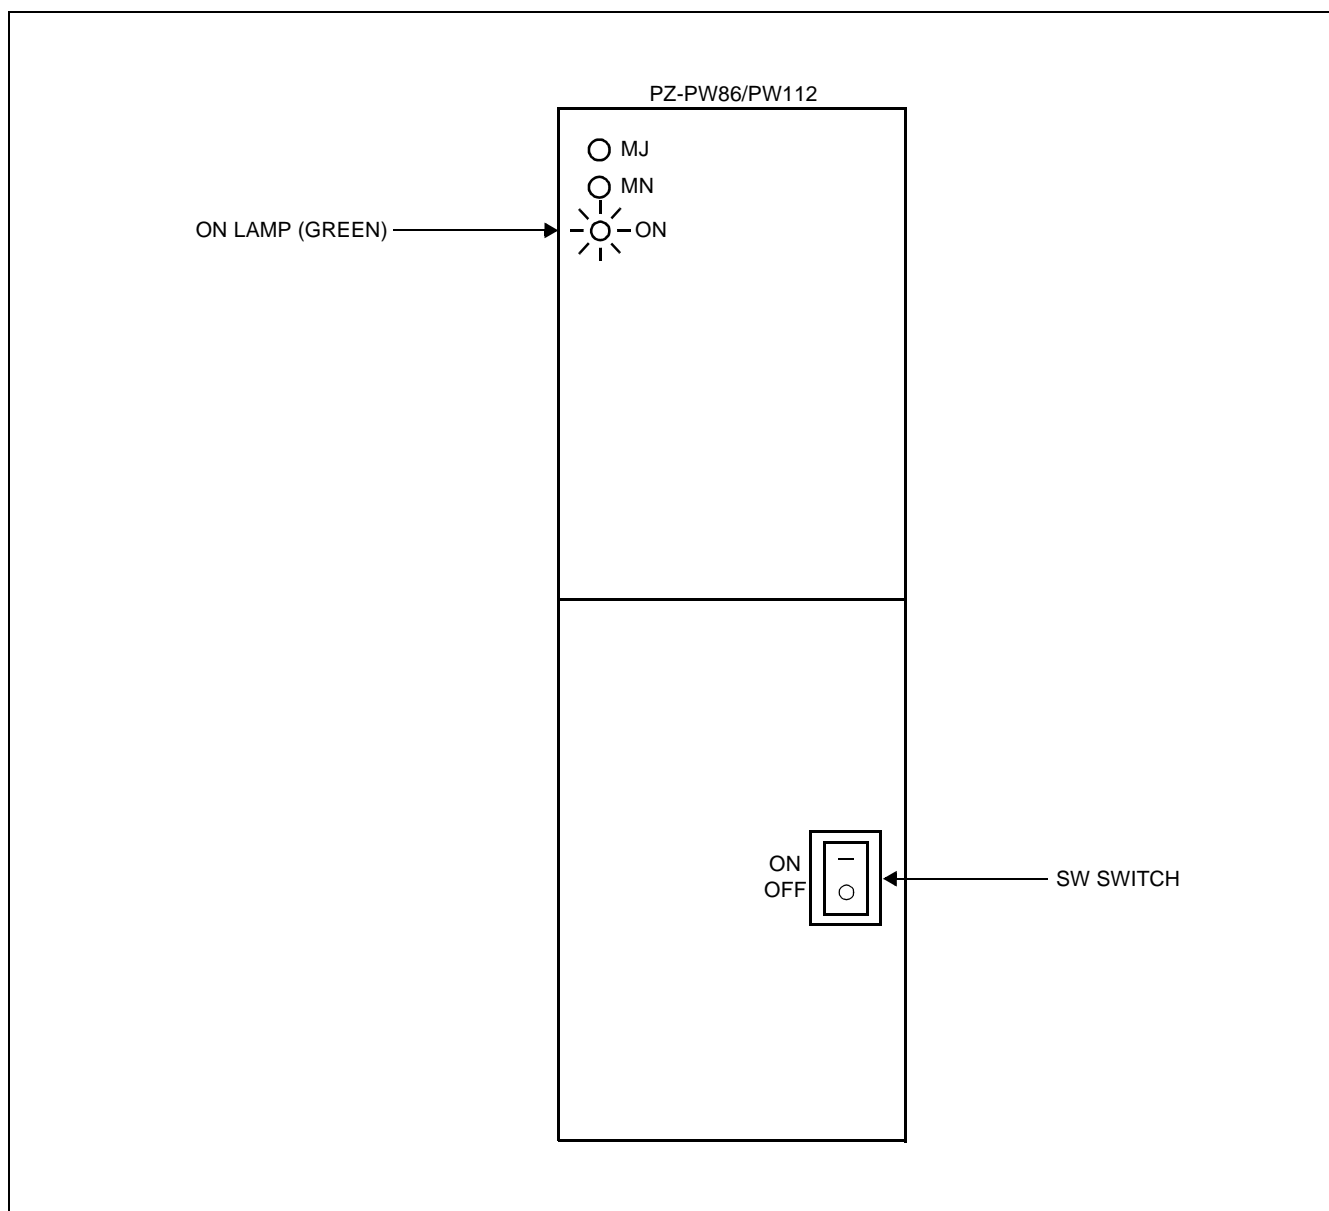 PZ-PW86/PW112
MJ
MN
ON LAMP (GREEN)
ON
ON
OFF
SW SWITCH